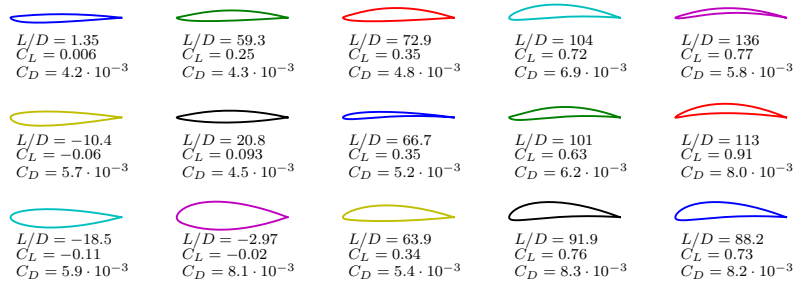 L/D = 1.35
C_L = 0.006
C_D = 4.2 · 10⁻³
L/D = 59.3
C_L = 0.25
C_D = 4.3 · 10⁻³
L/D = 72.9
C_L = 0.35
C_D = 4.8 · 10⁻³
L/D = 104
C_L = 0.72
C_D = 6.9 · 10⁻³
L/D = 136
C_L = 0.77
C_D = 5.8 · 10⁻³
L/D = −10.4
C_L = −0.06
C_D = 5.7 · 10⁻³
L/D = 20.8
C_L = 0.093
C_D = 4.5 · 10⁻³
L/D = 66.7
C_L = 0.35
C_D = 5.2 · 10⁻³
L/D = 101
C_L = 0.63
C_D = 6.2 · 10⁻³
L/D = 113
C_L = 0.91
C_D = 8.0 · 10⁻³
L/D = −18.5
C_L = −0.11
C_D = 5.9 · 10⁻³
L/D = −2.97
C_L = −0.02
C_D = 8.1 · 10⁻³
L/D = 63.9
C_L = 0.34
C_D = 5.4 · 10⁻³
L/D = 91.9
C_L = 0.76
C_D = 8.3 · 10⁻³
L/D = 88.2
C_L = 0.73
C_D = 8.2 · 10⁻³